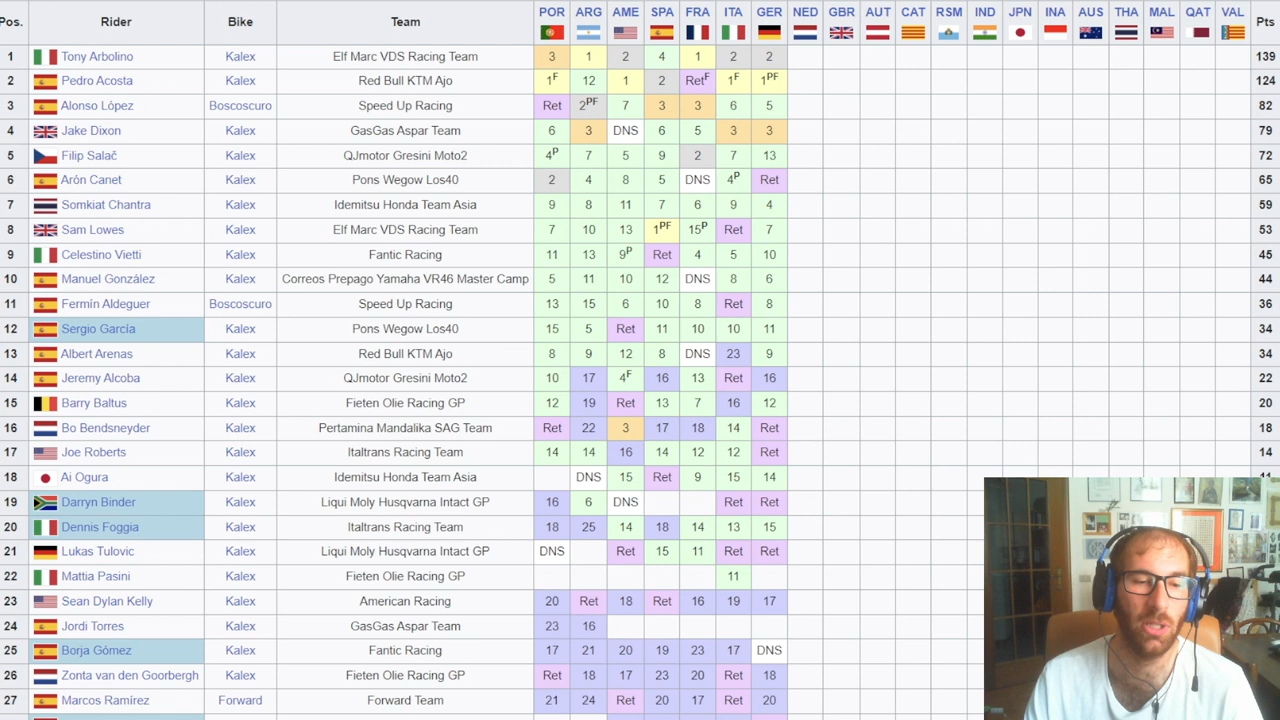 Pos. Rider Bike Team POR ARG AME SPA FRA ITA GER NED GBR AUT CAT RSM IND JPN INA AUS THA MAL QAT VAL Pts
1 Tony Arbolino Kalex Elf Marc VDS Racing Team 3 1 2 4 1 2 2 139
2 Pedro Acosta Kalex Red Bull KTM Ajo 1F 12 1 2 RetF 1F 1PF 124
3 Alonso López Boscoscuro Speed Up Racing Ret 2PF 7 3 3 6 5 82
4 Jake Dixon Kalex GasGas Aspar Team 6 3 DNS 6 5 3 3 79
5 Filip Salač Kalex QJmotor Gresini Moto2 4P 7 5 9 2 7 13 72
6 Arón Canet Kalex Pons Wegow Los40 2 4 8 5 DNS 4P Ret 65
7 Somkiat Chantra Kalex Idemitsu Honda Team Asia 9 8 11 7 6 9 4 59
8 Sam Lowes Kalex Elf Marc VDS Racing Team 7 10 13 1PF 15P Ret 7 53
9 Celestino Vietti Kalex Fantic Racing 11 13 9P Ret 4 5 10 45
10 Manuel González Kalex Correos Prepago Yamaha VR46 Master Camp 5 11 10 12 DNS 8 6 44
11 Fermín Aldeguer Boscoscuro Speed Up Racing 13 15 6 10 8 Ret 8 36
12 Sergio García Kalex Pons Wegow Los40 15 5 Ret 11 10 10 11 34
13 Albert Arenas Kalex Red Bull KTM Ajo 8 9 12 8 DNS 23 9 34
14 Jeremy Alcoba Kalex QJmotor Gresini Moto2 10 17 4F 16 13 Ret 16 22
15 Barry Baltus Kalex Fieten Olie Racing GP 12 19 Ret 13 7 16 12 20
16 Bo Bendsneyder Kalex Pertamina Mandalika SAG Team Ret 22 3 17 18 14 Ret 18
17 Joe Roberts Kalex Italtrans Racing Team 14 14 16 14 12 12 Ret 14
18 Ai Ogura Kalex Idemitsu Honda Team Asia DNS 15 Ret 9 15 14
19 Darryn Binder Kalex Liqui Moly Husqvarna Intact GP 16 6 DNS Ret Ret
20 Dennis Foggia Kalex Italtrans Racing Team 18 25 14 18 14 13 15
21 Lukas Tulovic Kalex Liqui Moly Husqvarna Intact GP DNS Ret 15 11 Ret Ret
22 Mattia Pasini Kalex Fieten Olie Racing GP 11
23 Sean Dylan Kelly Kalex American Racing 20 Ret 18 Ret 16 19 17
24 Jordi Torres Kalex GasGas Aspar Team 23 16
25 Borja Gómez Kalex Fantic Racing 17 21 20 19 23 17 DNS
26 Zonta van den Goorbergh Kalex Fieten Olie Racing GP Ret 18 17 23 20 Ret 18
27 Marcos Ramírez Forward Forward Team 21 24 Ret 20 17 Ret 20